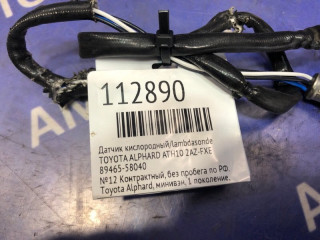 112890
Датчик кислородный/lambdasonde
TOYOTA ALPHARD ATH10 2AZ-FXE
89465-58040
№12 Контрактный, без пробега по РФ.
Toyota Alphard, минивэн, 1 поколение,